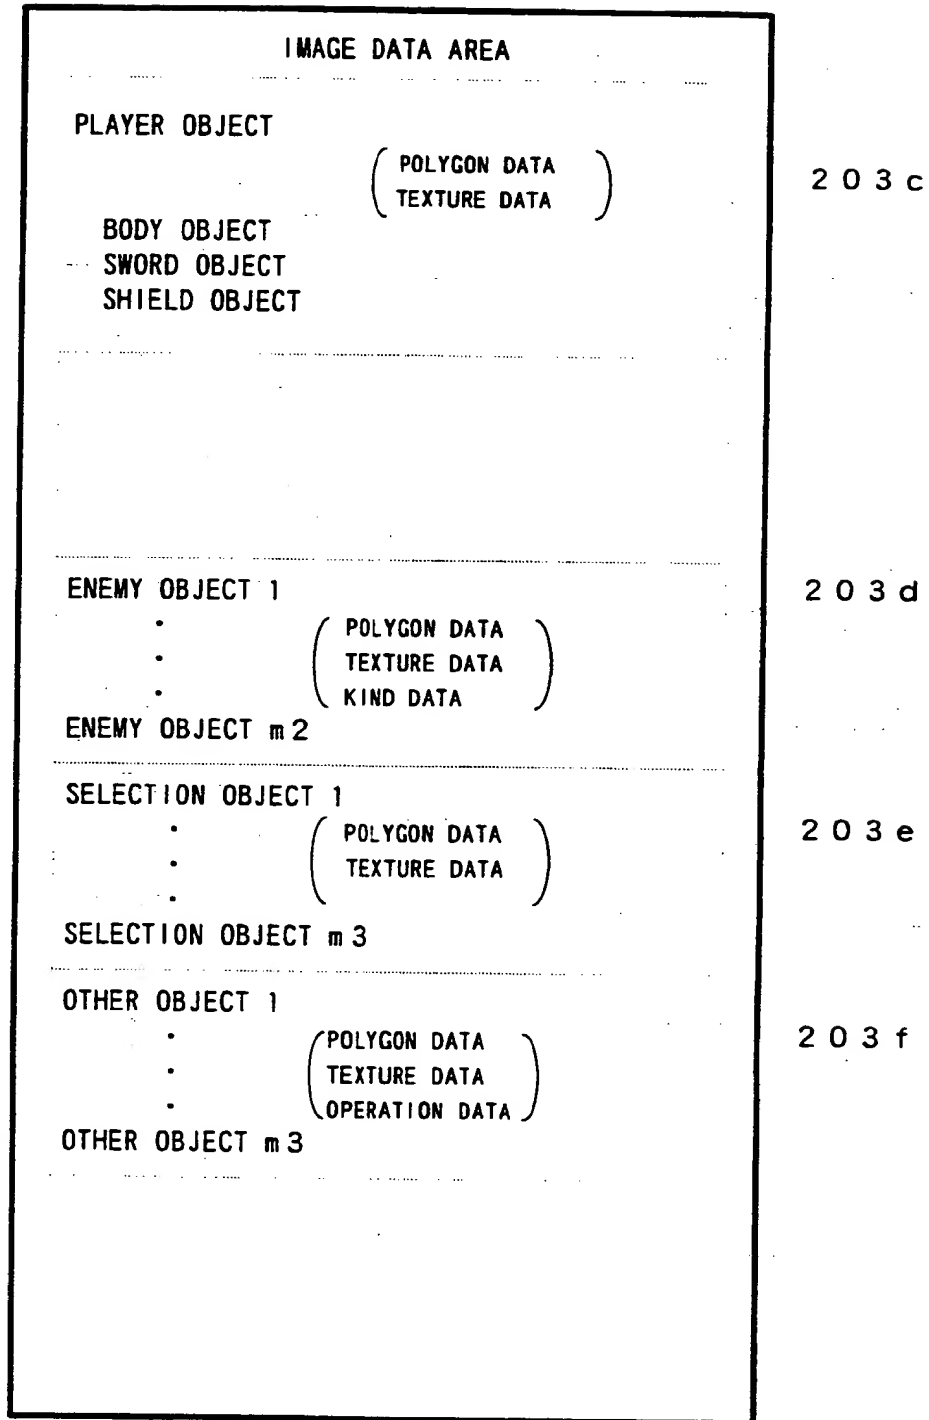 IMAGE DATA AREA
PLAYER OBJECT
POLYGON DATA
203c
TEXTURE DATA
BODY OBJECT
SWORD OBJECT
SHIELD OBJECT
ENEMY OBJECT 1
203d
POLYGON DATA
TEXTURE DATA
KIND DATA
ENEMY OBJECT m2
SELECTION OBJECT 1
POLYGON DATA
203e
TEXTURE DATA
SELECTION OBJECT m3
OTHER OBJECT 1
POLYGON DATA
203f
TEXTURE DATA
OPERATION DATA
OTHER OBJECT m3